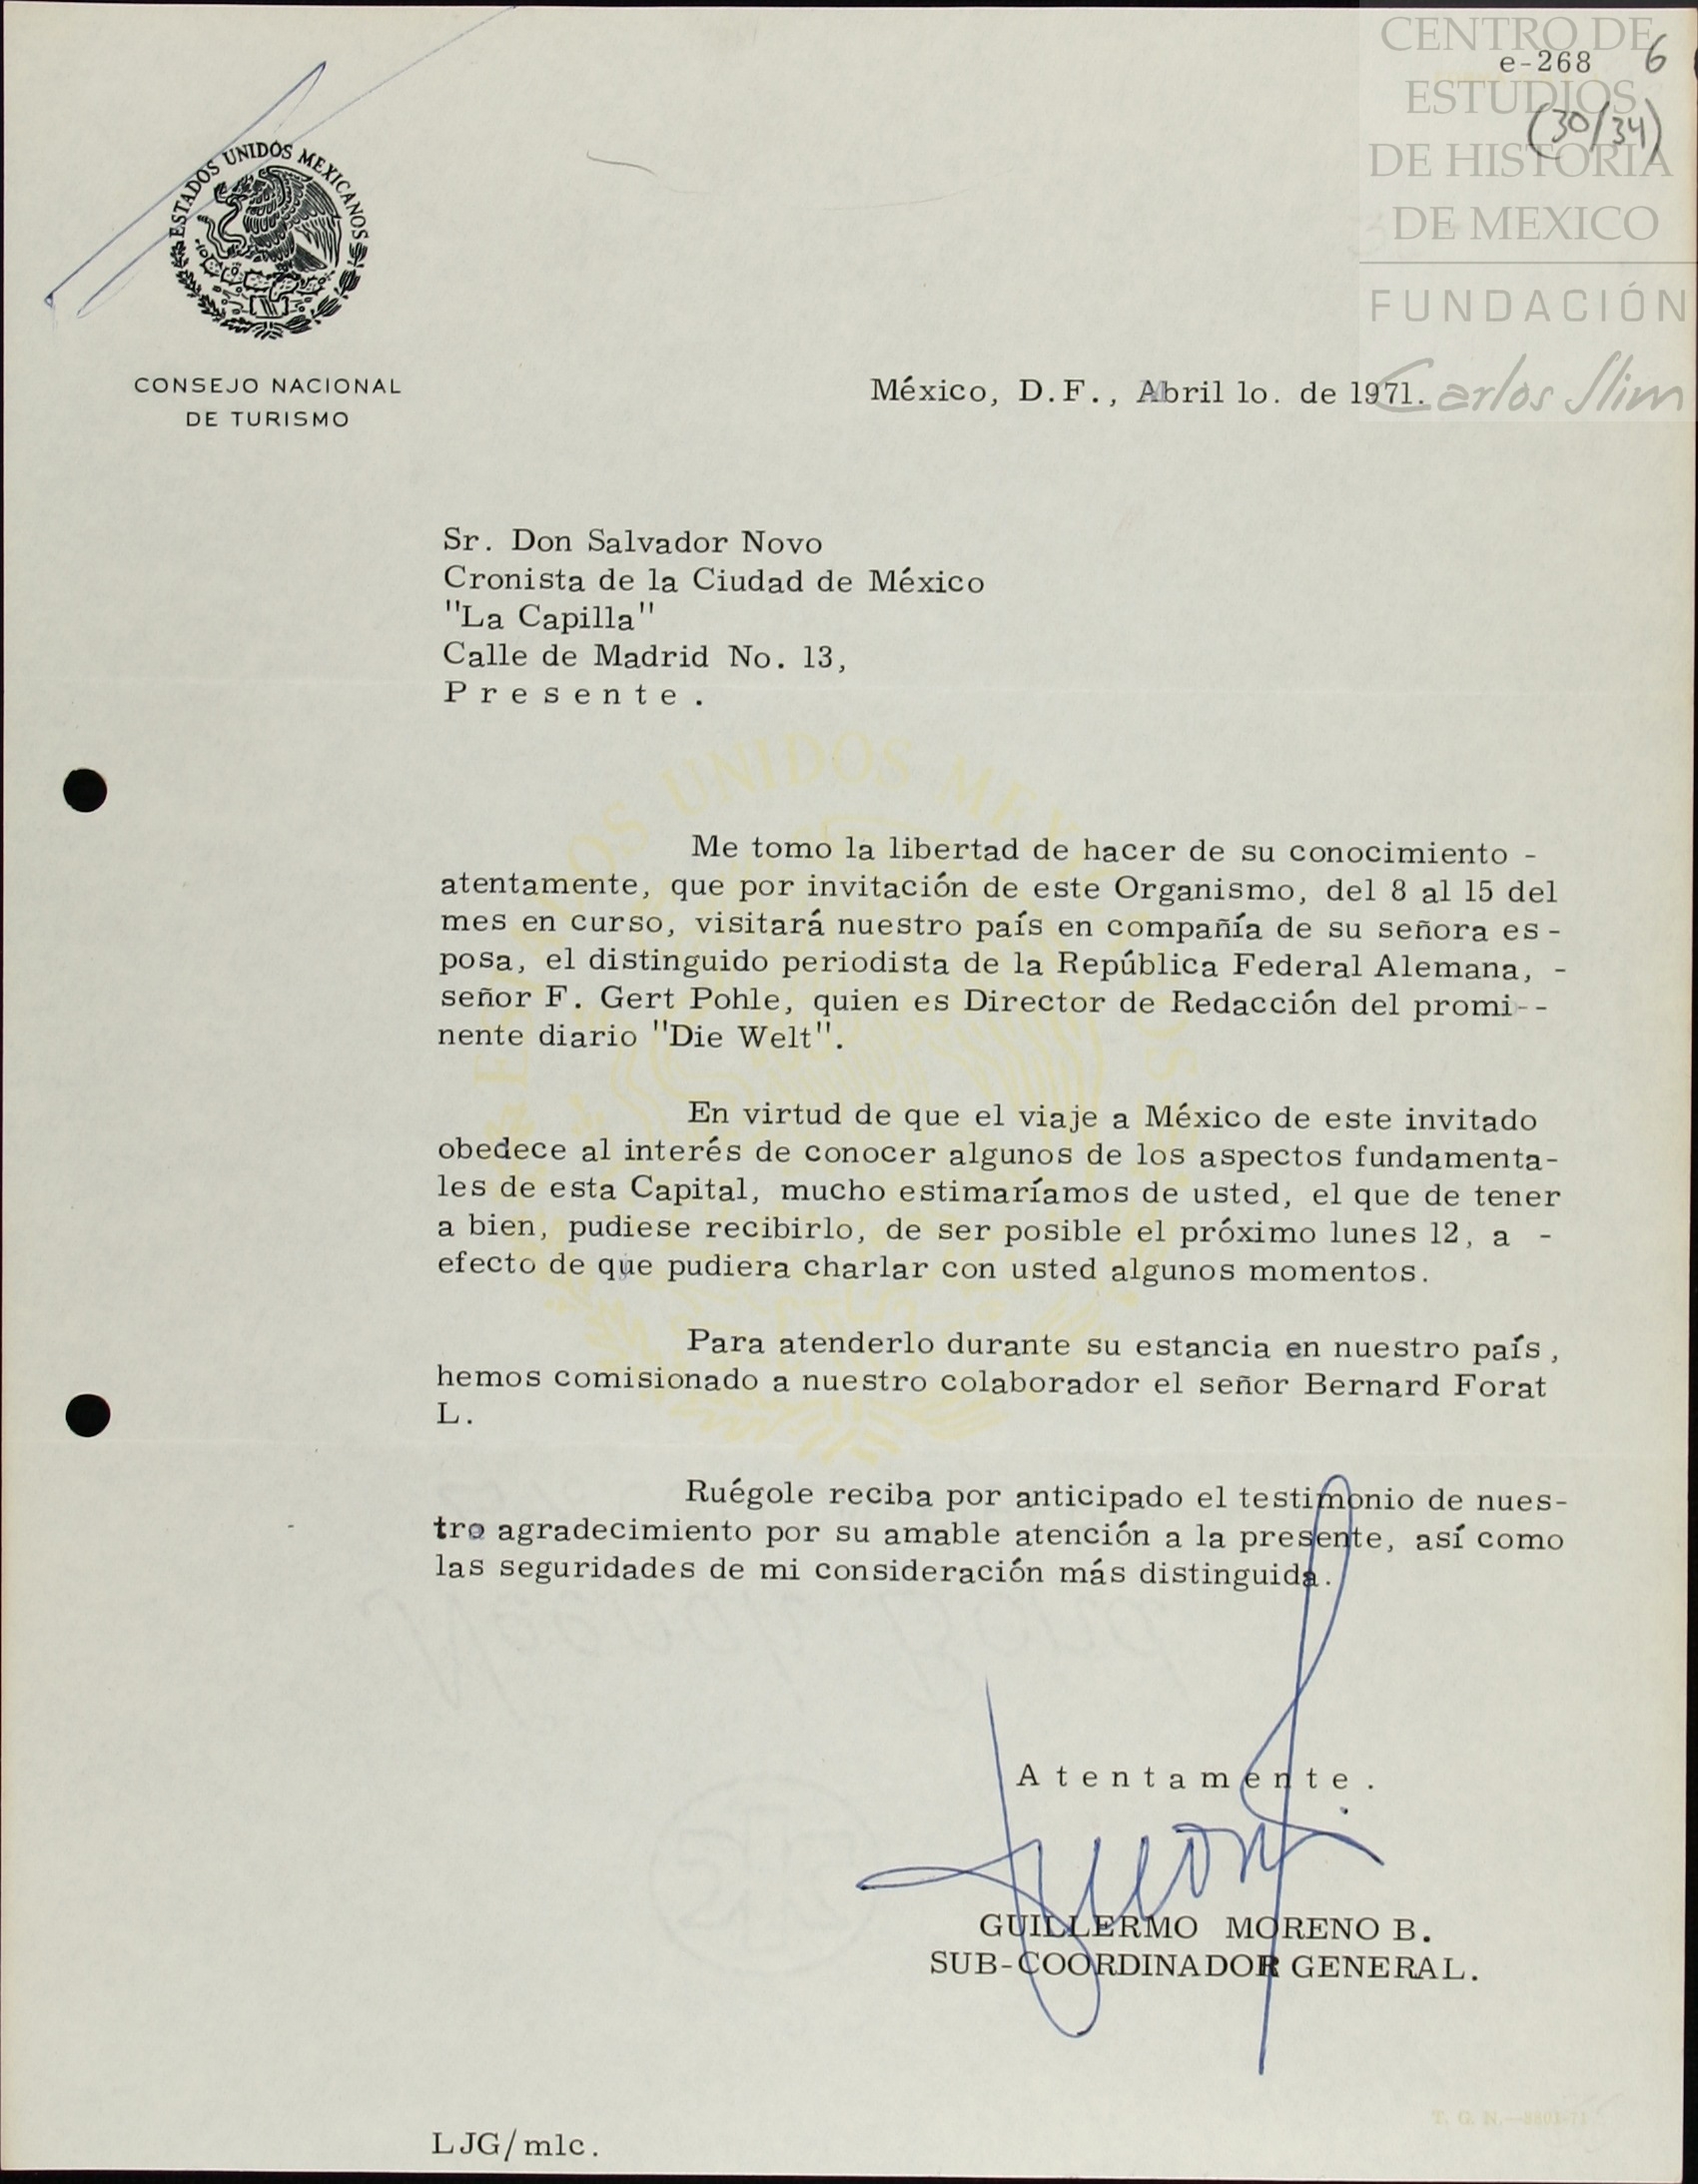 CENTRO DE
ESTUDIOS
DE HISTORIA
DE MEXICO
FUNDACIÓN
Carlos Slim
e-268 6
(30/34)
ESTADOS UNIDOS MEXICANOS
CONSEJO NACIONAL
DE TURISMO
México, D.F., Abril lo. de 1971.
Sr. Don Salvador Novo
Cronista de la Ciudad de México
"La Capilla"
Calle de Madrid No. 13,
P r e s e n t e .
Me tomo la libertad de hacer de su conocimiento -
atentamente, que por invitación de este Organismo, del 8 al 15 del
mes en curso, visitará nuestro país en compañía de su señora es-
posa, el distinguido periodista de la República Federal Alemana, -
señor F. Gert Pohle, quien es Director de Redacción del promi--
nente diario "Die Welt".
En virtud de que el viaje a México de este invitado
obedece al interés de conocer algunos de los aspectos fundamenta-
les de esta Capital, mucho estimaríamos de usted, el que de tener
a bien, pudiese recibirlo, de ser posible el próximo lunes 12, a -
efecto de que pudiera charlar con usted algunos momentos.
Para atenderlo durante su estancia en nuestro país,
hemos comisionado a nuestro colaborador el señor Bernard Forat
L.
Ruégole reciba por anticipado el testimonio de nues-
tro agradecimiento por su amable atención a la presente, así como
las seguridades de mi consideración más distinguida.
A t e n t a m e n t e .
GUILLERMO MORENO B.
SUB-COORDINADOR GENERAL.
LJG/mlc.
T. G. N.—8801-71